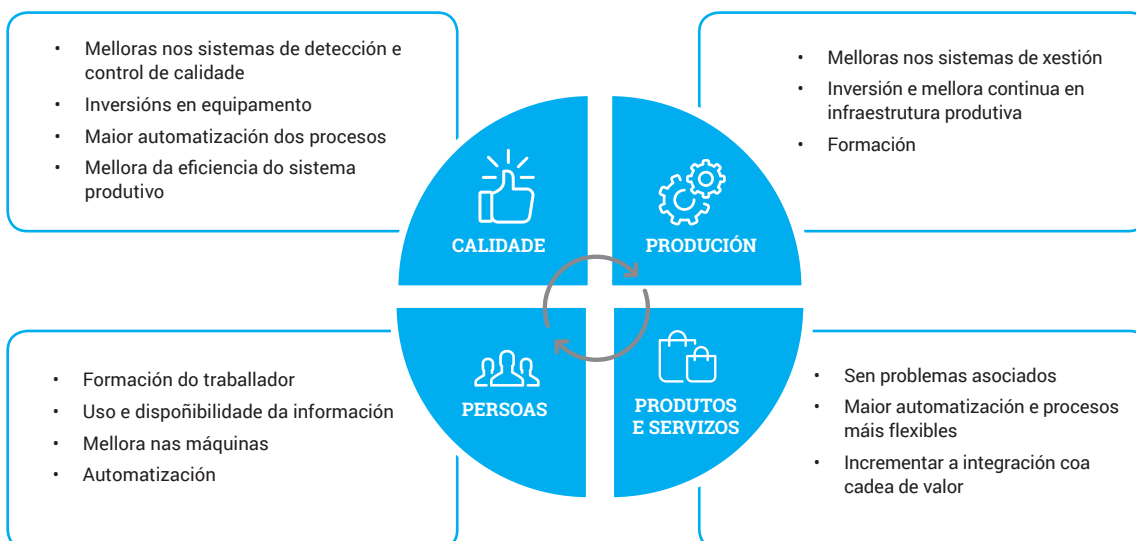 • Melloras nos sistemas de detección e
control de calidade
• Inversións en equipamento
• Maior automatización dos procesos
• Mellora da eficiencia do sistema
produtivo
• Melloras nos sistemas de xestión
• Inversión e mellora continua en
infraestrutura produtiva
• Formación
CALIDADE
PRODUCIÓN
PERSOAS
PRODUTOS
E SERVIZOS
• Formación do traballador
• Uso e dispoñibilidade da información
• Mellora nas máquinas
• Automatización
• Sen problemas asociados
• Maior automatización e procesos
máis flexibles
• Incrementar a integración coa
cadea de valor